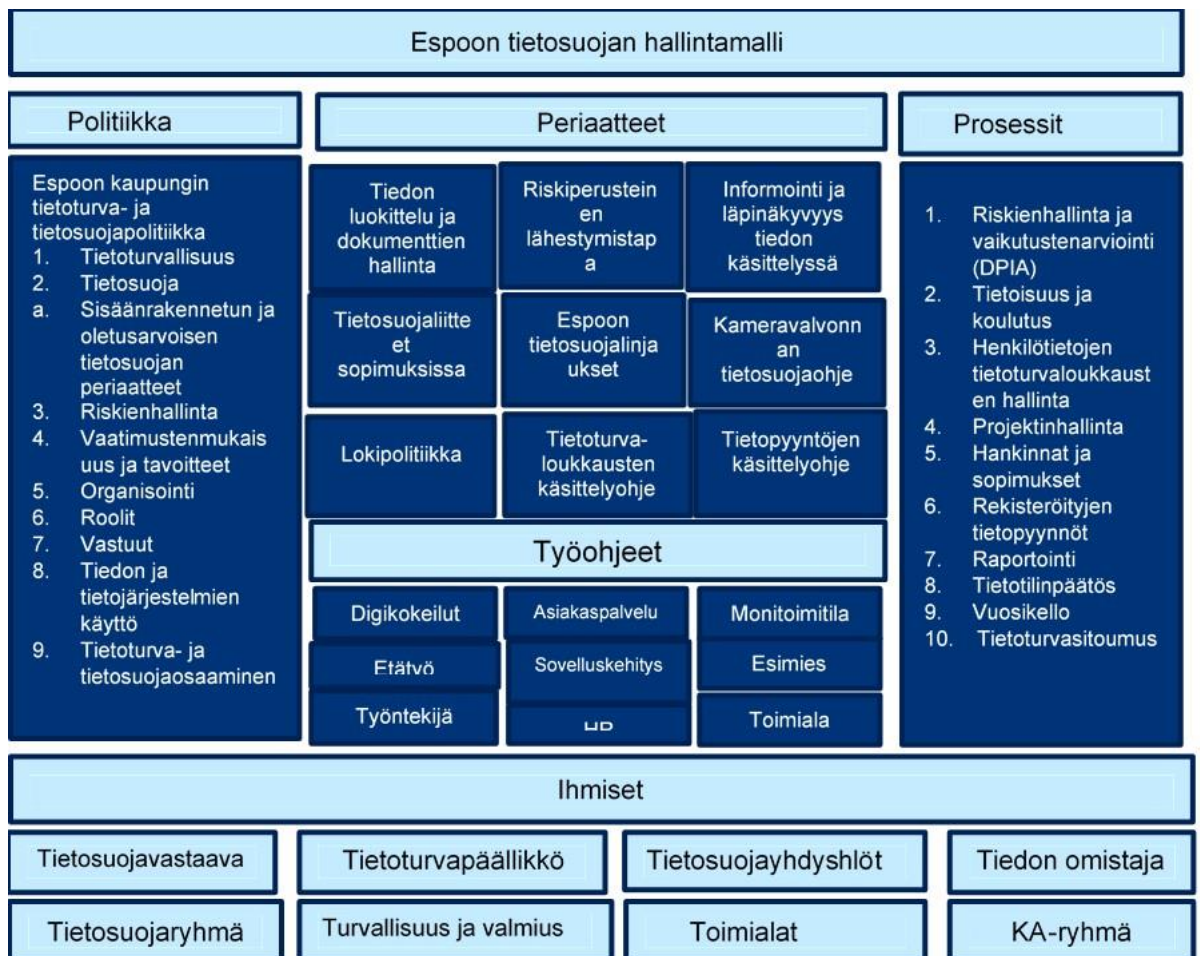 Espoon tietosuojan hallintamalli
Politiikka
Espoon kaupungin
tietoturva- ja
tietosuojapolitiikka
1. Tietoturvallisuus
2. Tietosuoja
a. Sisäänrakennetun ja
oletusarvoisen
tietosuojan
periaatteet
3. Riskienhallinta
4. Vaatimustenmukais
uus ja tavoitteet
5. Organisointi
6. Roolit
7. Vastuut
8. Tiedon ja
tietojärjestelmien
käyttö
9. Tietoturva- ja
tietosuojaosaaminen
Periaatteet
Tiedon
luokittelu ja
dokumenttien
hallinta
Riskiperustein
en
lähestymistap
a
Informointi ja
läpinäkyvyys
tiedon
käsittelyssä
Tietosuojaliitte
et
sopimuksissa
Espoon
tietosuojalinja
ukset
Kameravalvonn
an
tietosuojaohje
Lokipolitiikka
Tietoturva-
loukkausten
käsittelyohje
Tietopyyntöjen
käsittelyohje
Työohjeet
Digikokeilut
Asiakaspalvelu
Monitoimitila
Etätyö
Sovelluskehitys
Esimies
Työntekijä
HR
Toimiala
Prosessit
1. Riskienhallinta ja
vaikutustenarviointi
(DPIA)
2. Tietoisuus ja
koulutus
3. Henkilötietojen
tietoturvaloukkaust
en hallinta
4. Projektinhallinta
5. Hankinnat ja
sopimukset
6. Rekisteröityjen
tietopyynnöt
7. Raportointi
8. Tietotilinpäätös
9. Vuosikello
10. Tietoturvasitoumus
Ihmiset
Tietosuojavastaava
Tietoturvapäällikkö
Tietosuojayhdyshlöt
Tiedon omistaja
Tietosuojaryhmä
Turvallisuus ja valmius
Toimialat
KA-ryhmä